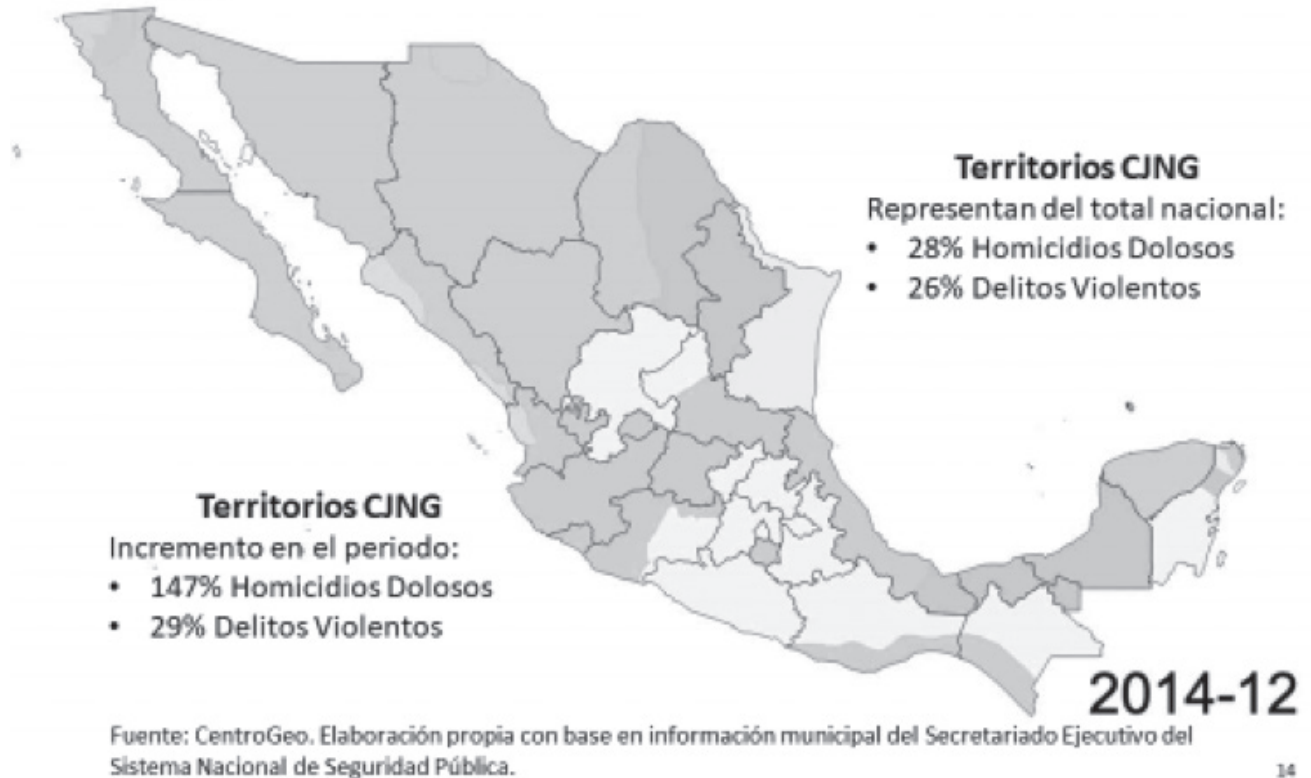 Territorios CJNG
Representan del total nacional:
• 28% Homicidios Dolosos
• 26% Delitos Violentos
Territorios CJNG
Incremento en el periodo:
• 147% Homicidios Dolosos
• 29% Delitos Violentos
2014-12
Fuente: CentroGeo. Elaboración propia con base en información municipal del Secretariado Ejecutivo del
Sistema Nacional de Seguridad Pública.
14